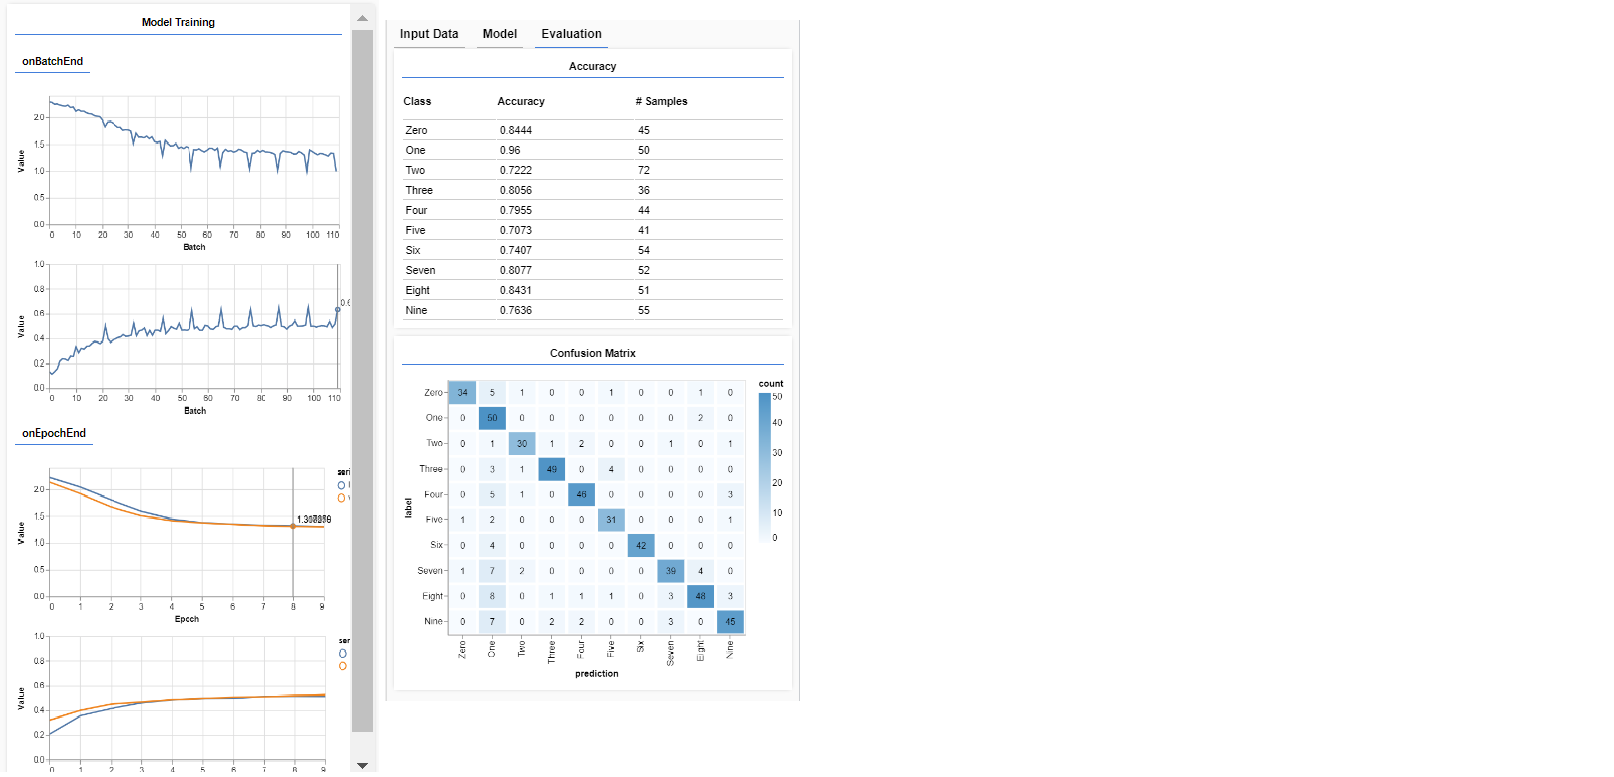 Model Training
onBatchEnd
2.0
1.5
1.0
0.5
0.0
Value
0 10 20 30 40 50 60 70 80 90 100 110
Batch
1.0
0.8
0.6
0.4
0.2
0.0
Value
0 10 20 30 40 50 60 70 80 90 100 110
Batch
onEpochEnd
2.0
1.5
1.0
0.5
0.0
Value
0 1 2 3 4 5 6 7 8 9
Epoch
1.0
0.8
0.6
0.4
0.2
0.0
Value
0 1 2 3 4 5 6 7 8 9
Input Data Model Evaluation
Accuracy
Class Accuracy # Samples
Zero 0.8444 45
One 0.96 50
Two 0.7222 72
Three 0.8056 36
Four 0.7955 44
Five 0.7073 41
Six 0.7407 54
Seven 0.8077 52
Eight 0.8431 51
Nine 0.7636 55
Confusion Matrix
label
Zero 34 5 1 0 0 1 0 0 1 0
One 0 50 0 0 0 0 0 0 2 0
Two 0 1 30 1 2 0 0 1 0 1
Three 0 3 1 49 0 4 0 0 0 0
Four 0 5 1 0 46 0 0 0 0 3
Five 1 2 0 0 0 31 0 0 0 1
Six 0 4 0 0 0 0 42 0 0 0
Seven 1 7 2 0 0 0 0 39 4 0
Eight 0 8 0 1 1 1 0 3 48 3
Nine 0 7 0 2 2 0 0 3 0 45
Zero One Two Three Four Five Six Seven Eight Nine
prediction
count
50
40
30
20
10
0